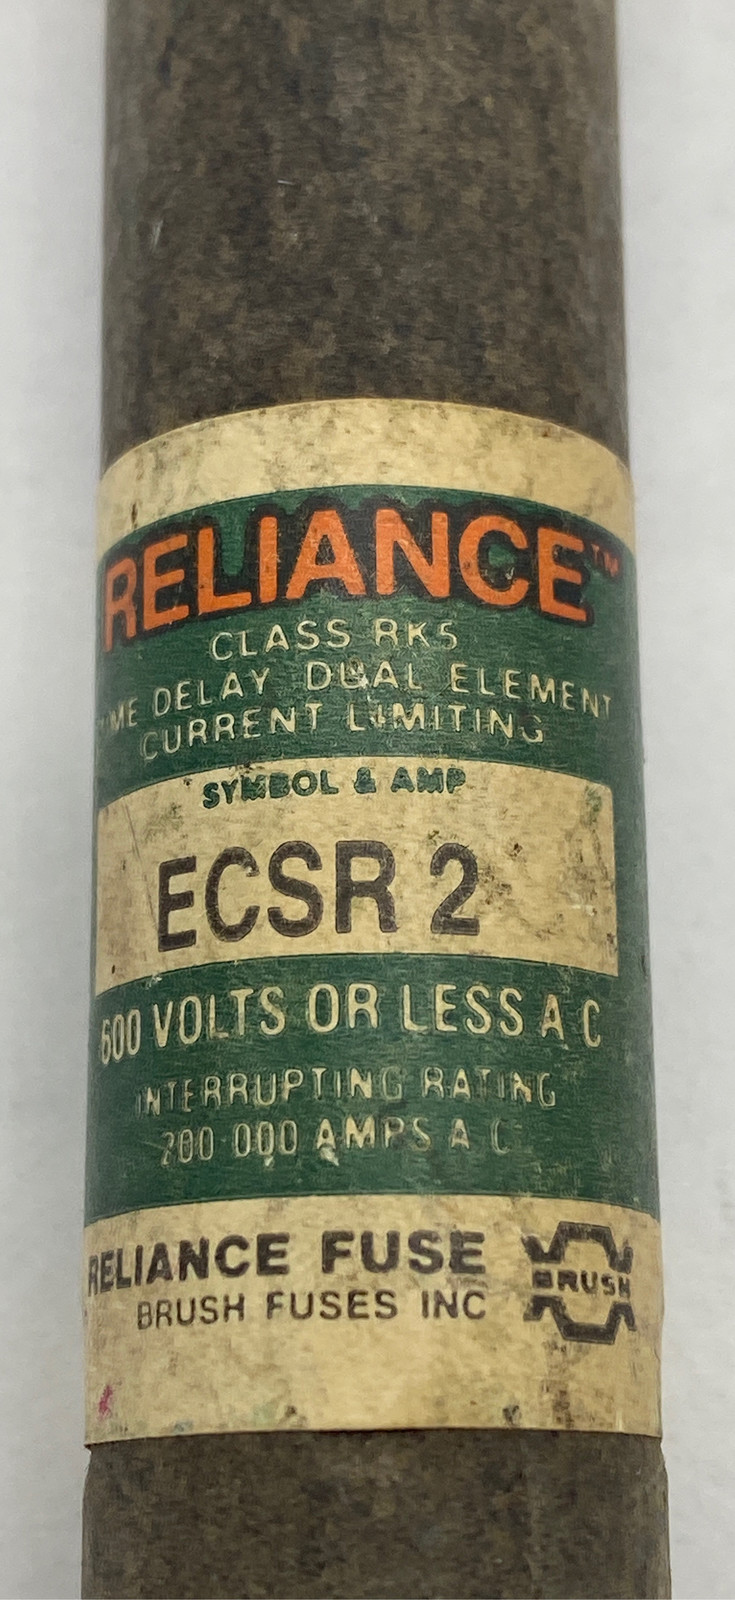 RELIANCE™
CLASS RK5
TIME DELAY DUAL ELEMENT
CURRENT LIMITING
SYMBOL & AMP
ECSR 2
600 VOLTS OR LESS A C
INTERRUPTING RATING
200 000 AMPS A C
RELIANCE FUSE
BRUSH FUSES INC
BRUSH